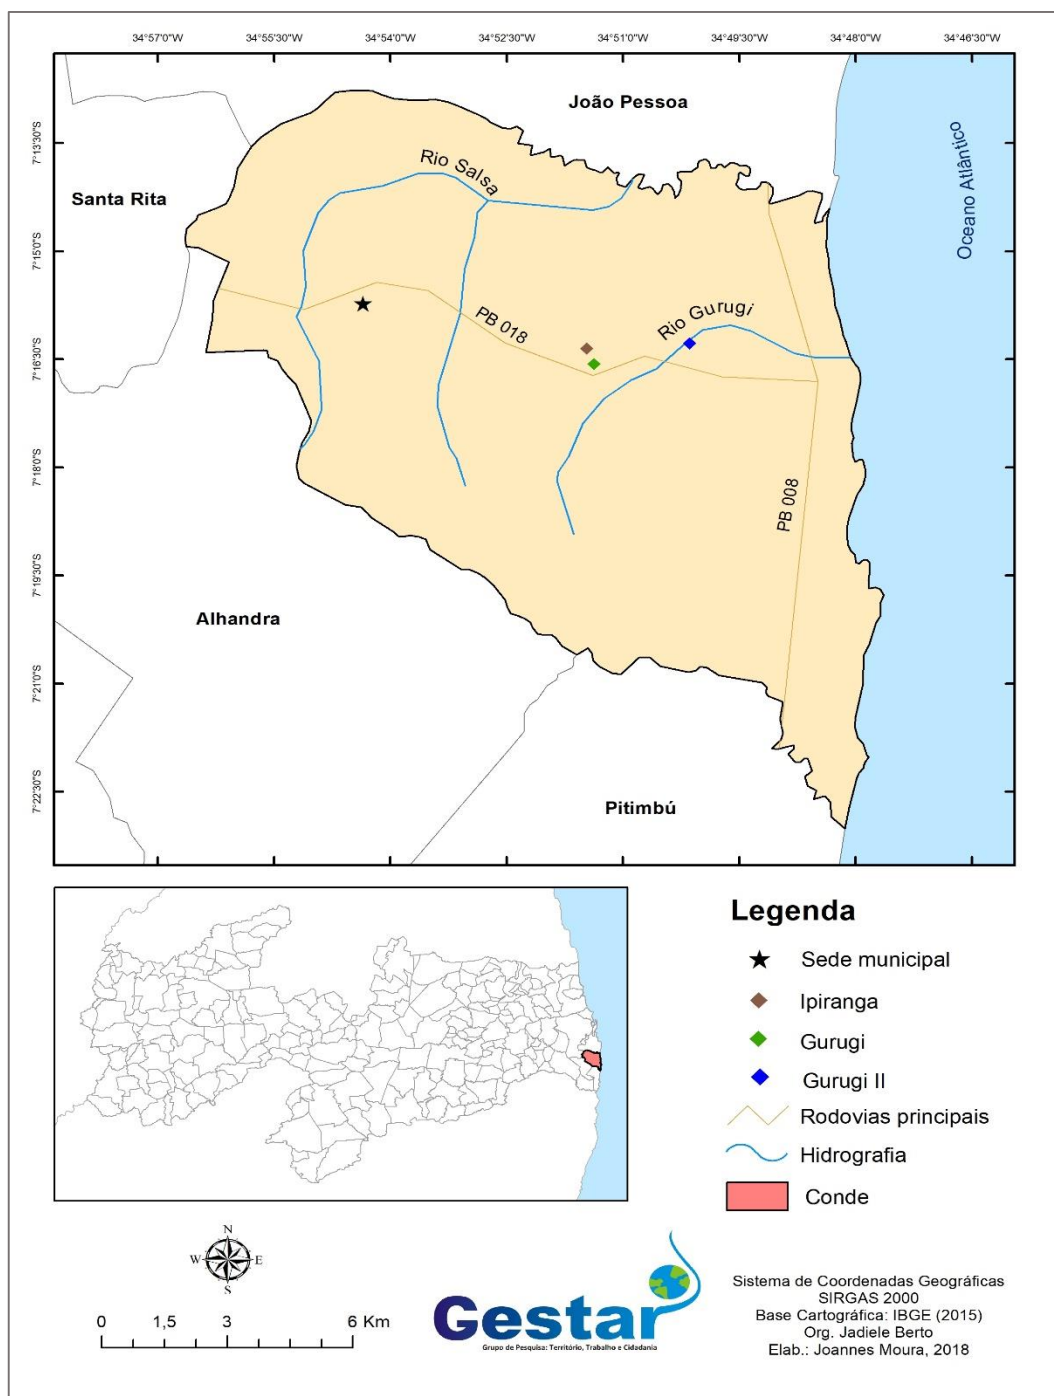 34°57'0"W
34°55'30"W
34°54'0"W
34°52'30"W
34°51'0"W
34°49'30"W
34°48'0"W
34°46'30"W
7°13'30"S
7°15'0"S
7°16'30"S
7°18'0"S
7°19'30"S
7°21'0"S
7°22'30"S
João Pessoa
Rio Salsa
Santa Rita
Oceano Atlântico
PB 018
Rio Gurugi
PB 008
Alhandra
Pitimbú
Legenda
Sede municipal
Ipiranga
Gurugi
Gurugi II
Rodovias principais
Hidrografia
Conde
N
W
E
S
0 1,5 3 6 Km
Gestar
Grupo de Pesquisa: Território, Trabalho e Cidadania
Sistema de Coordenadas Geográficas
SIRGAS 2000
Base Cartográfica: IBGE (2015)
Org. Jadiele Berto
Elab.: Joannes Moura, 2018